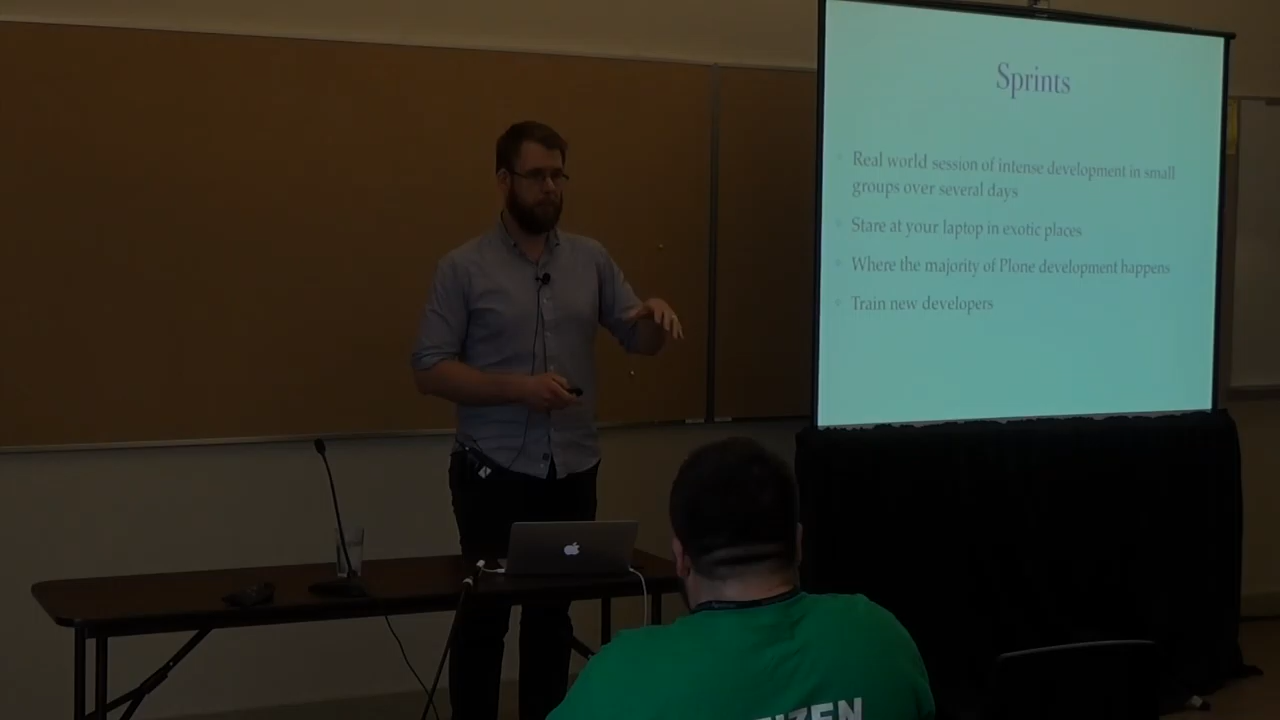 Sprints
Real world session of intense development in small
groups over several days
Stare at your laptop in exotic places
Where the majority of Plone development happens
Train new developers